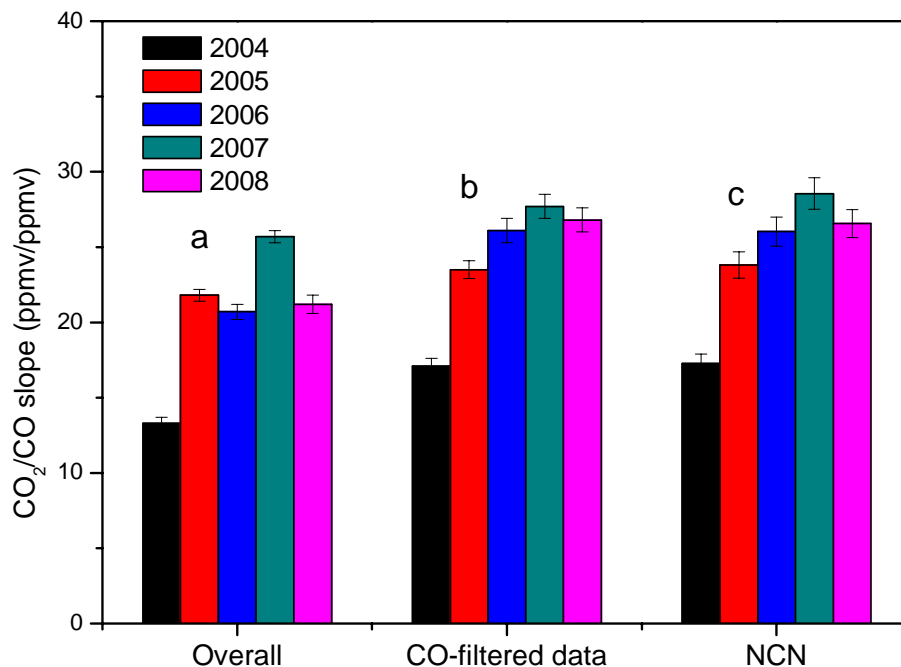 40
30
20
10
0
CO₂/CO slope (ppmv/ppmv)
2004
2005
2006
2007
2008
a
b
c
Overall
CO-filtered data
NCN